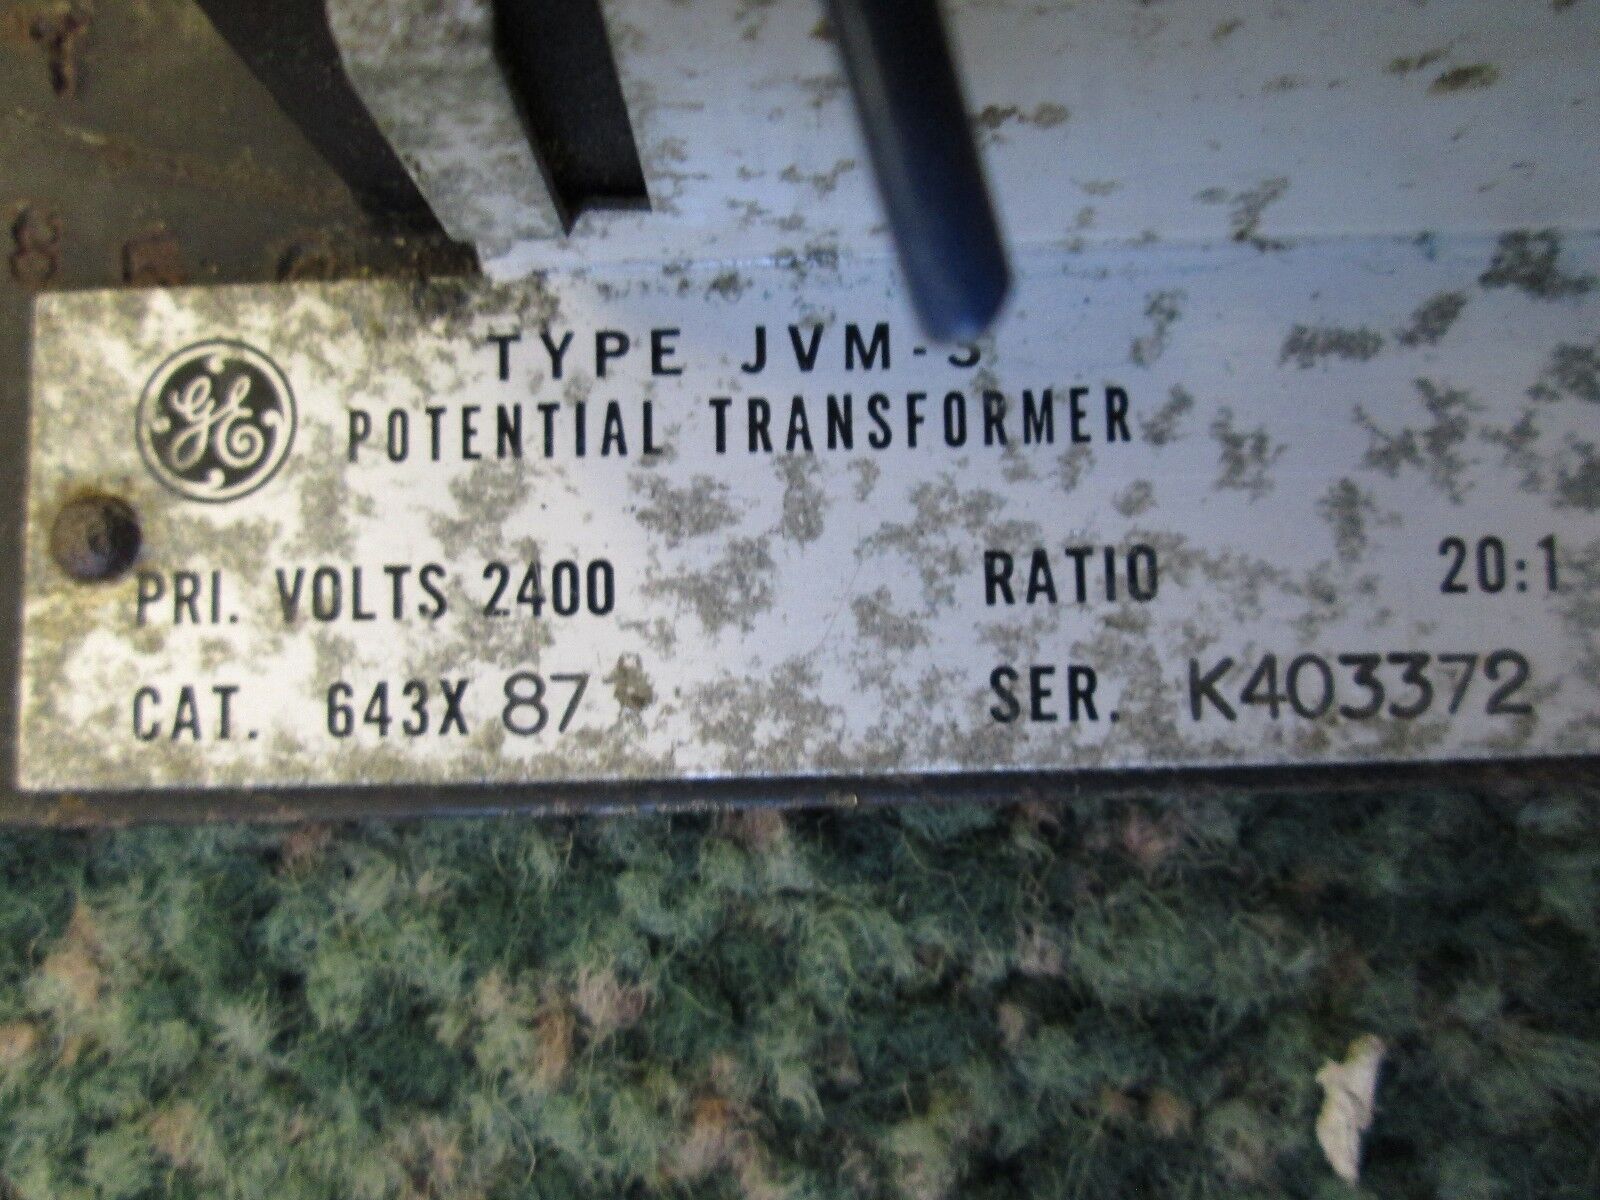 TYPE JVM-3
GE POTENTIAL TRANSFORMER
PRI. VOLTS 2400 RATIO 20:1
CAT. 643X 87 SER. K403372